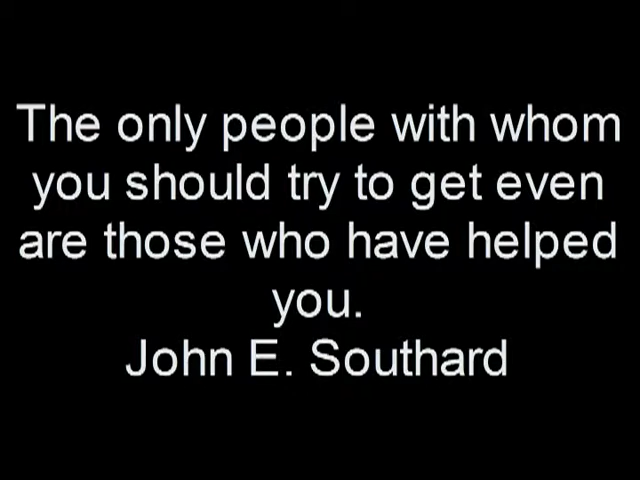 The only people with whom
you should try to get even
are those who have helped
you.
John E. Southard